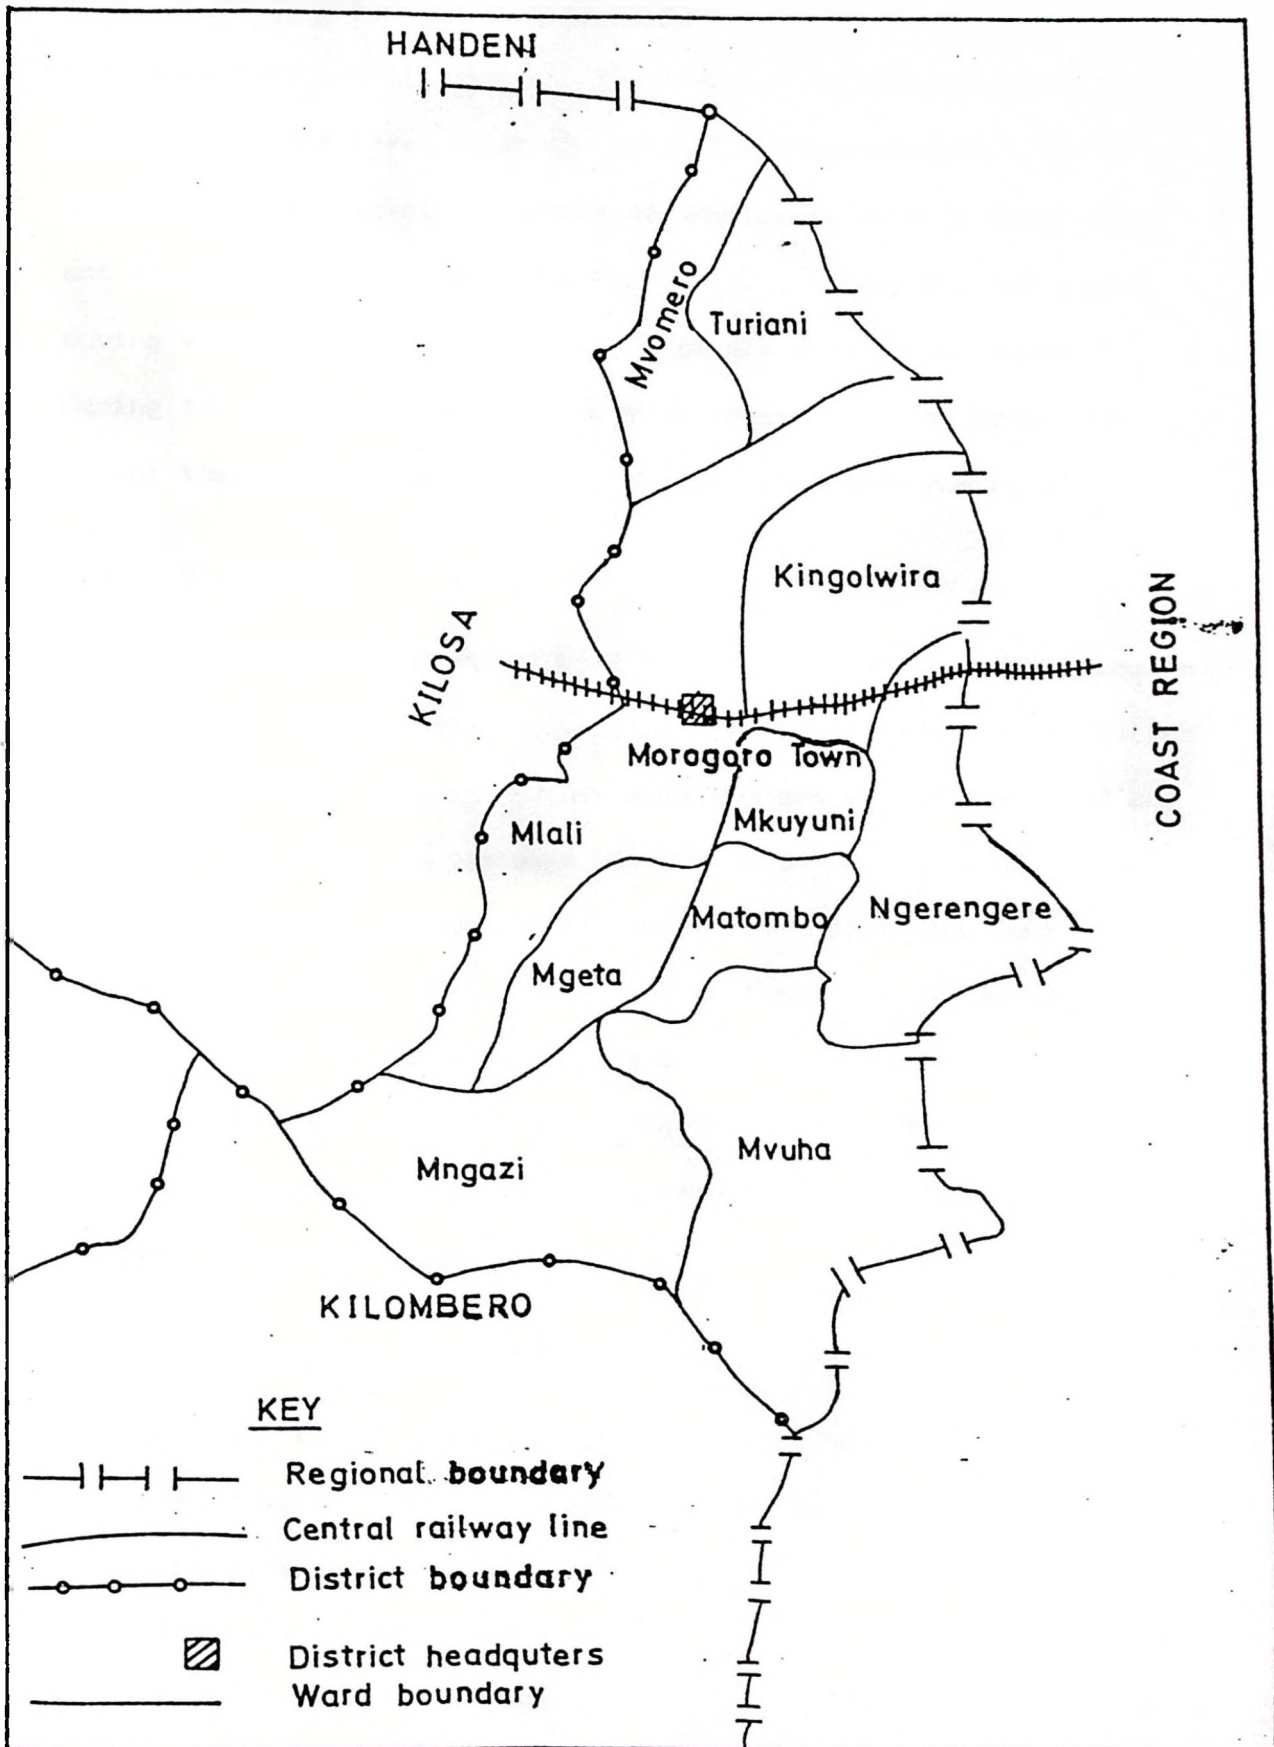 HANDENI
Mvomero
Turiani
Kingolwira
KILOSA
COAST REGION
Morogoro Town
Mlali
Mkuyuni
Matombo
Ngerengere
Mgeta
Mngazi
Mvuha
KILOMBERO
KEY
Regional boundary
Central railway line
District boundary
District headquters
Ward boundary